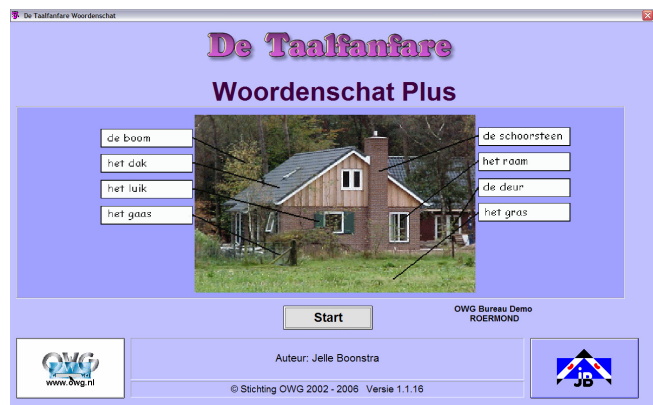 De Taalfanfare Woordenschat
De Taalfanfare
Woordenschat Plus
de boom
het dak
het luik
het gaas
de schoorsteen
het raam
de deur
het gras
Start
OWG Bureau Demo
ROERMOND
OWG
www.owg.nl
Auteur: Jelle Boonstra
© Stichting OWG 2002 - 2006 Versie 1.1.16
JB